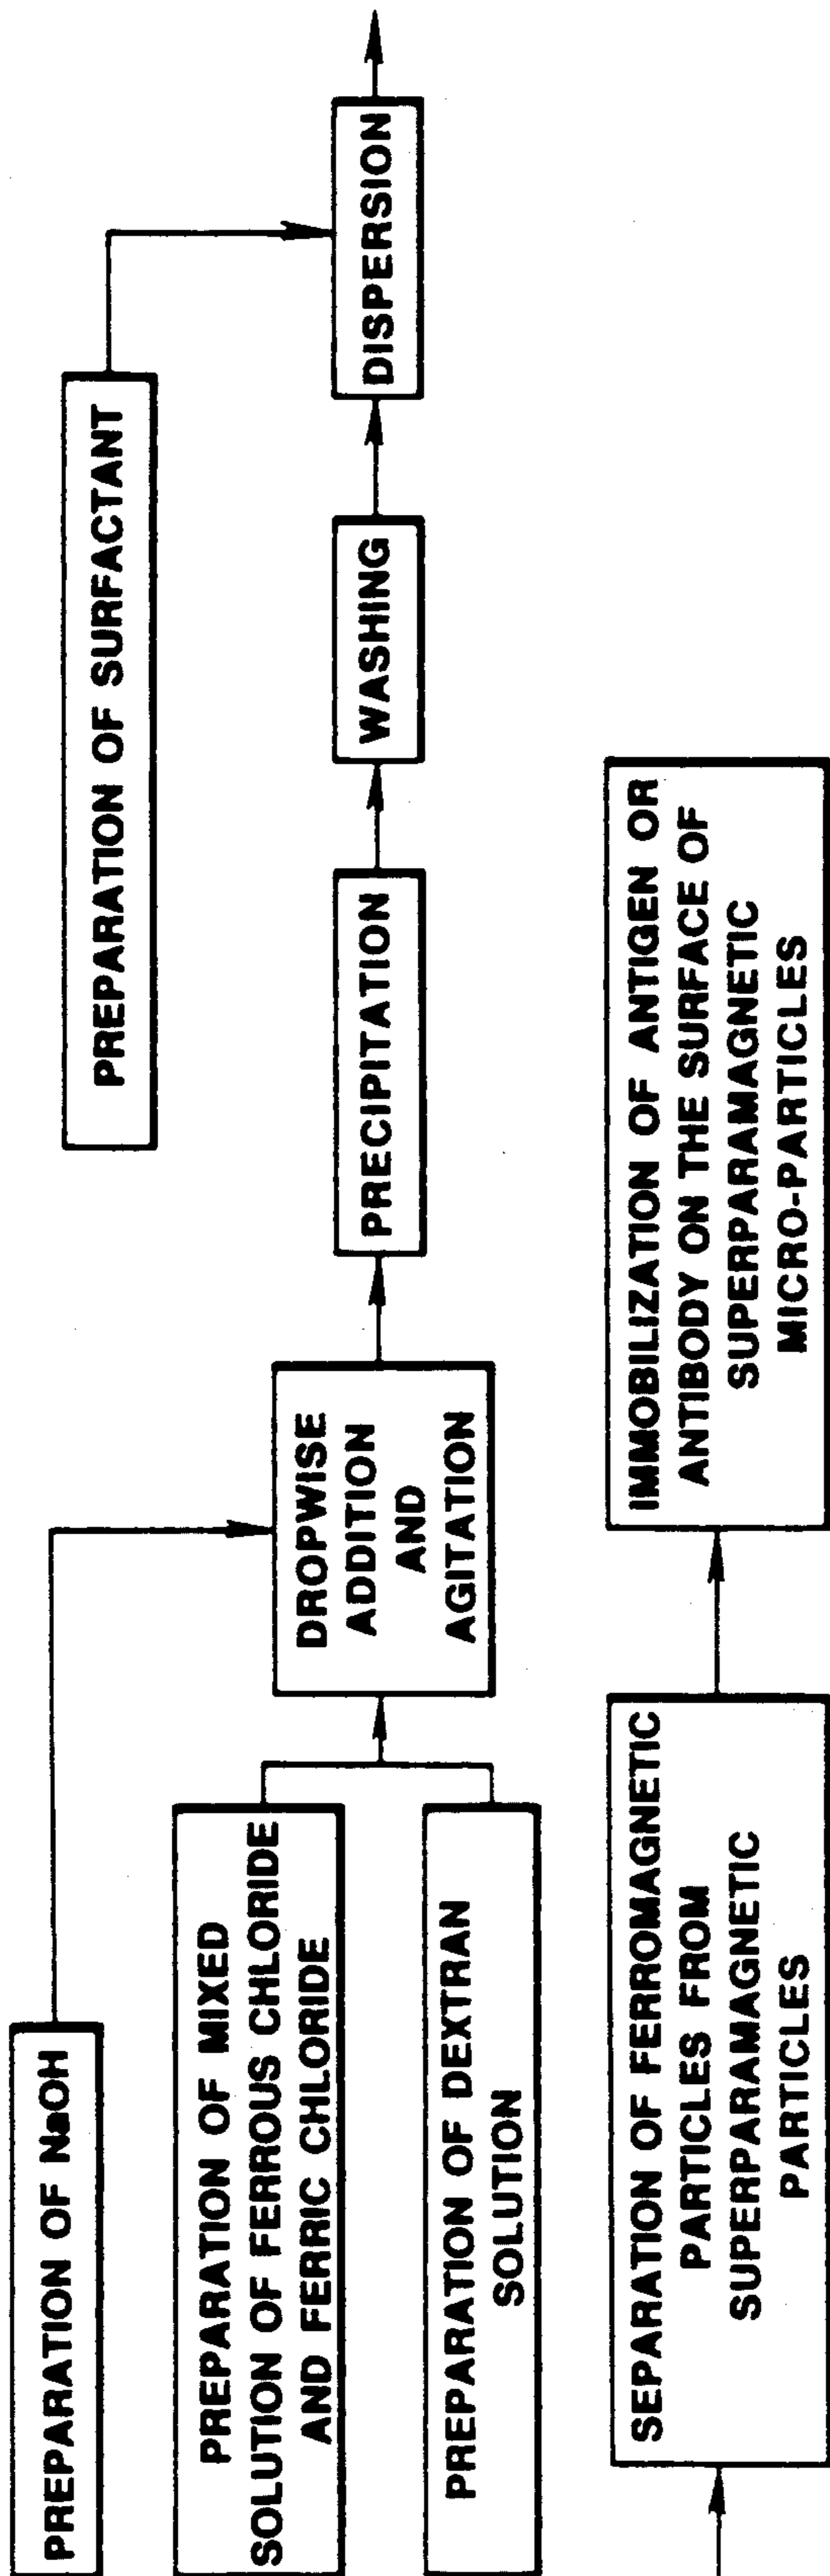 PREPARATION OF NaOH
PREPARATION OF MIXED
SOLUTION OF FERROUS CHLORIDE
AND FERRIC CHLORIDE
PREPARATION OF DEXTRAN
SOLUTION
DROPWISE
ADDITION
AND
AGITATION
PRECIPITATION
WASHING
PREPARATION OF SURFACTANT
DISPERSION
SEPARATION OF FERROMAGNETIC
PARTICLES FROM
SUPERPARAMAGNETIC
PARTICLES
IMMOBILIZATION OF ANTIGEN OR
ANTIBODY ON THE SURFACE OF
SUPERPARAMAGNETIC
MICRO-PARTICLES